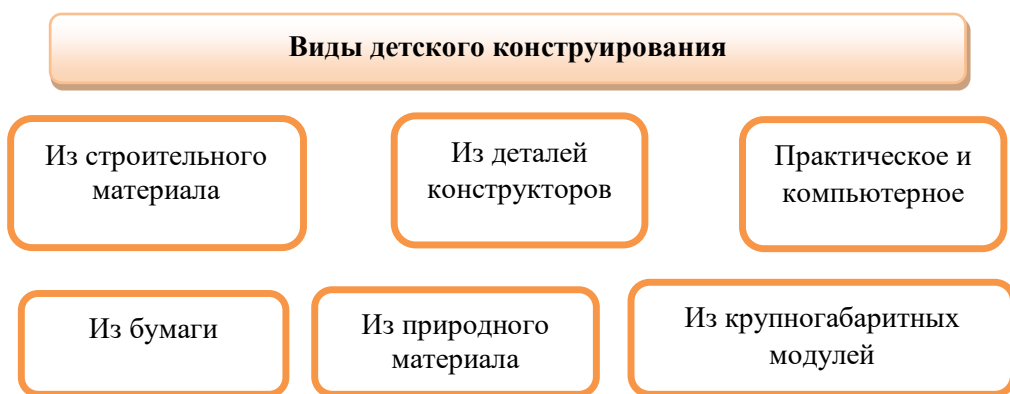 Виды детского конструирования
Из строительного
материала
Из деталей
конструкторов
Практическое и
компьютерное
Из бумаги
Из природного
материала
Из крупногабаритных
модулей